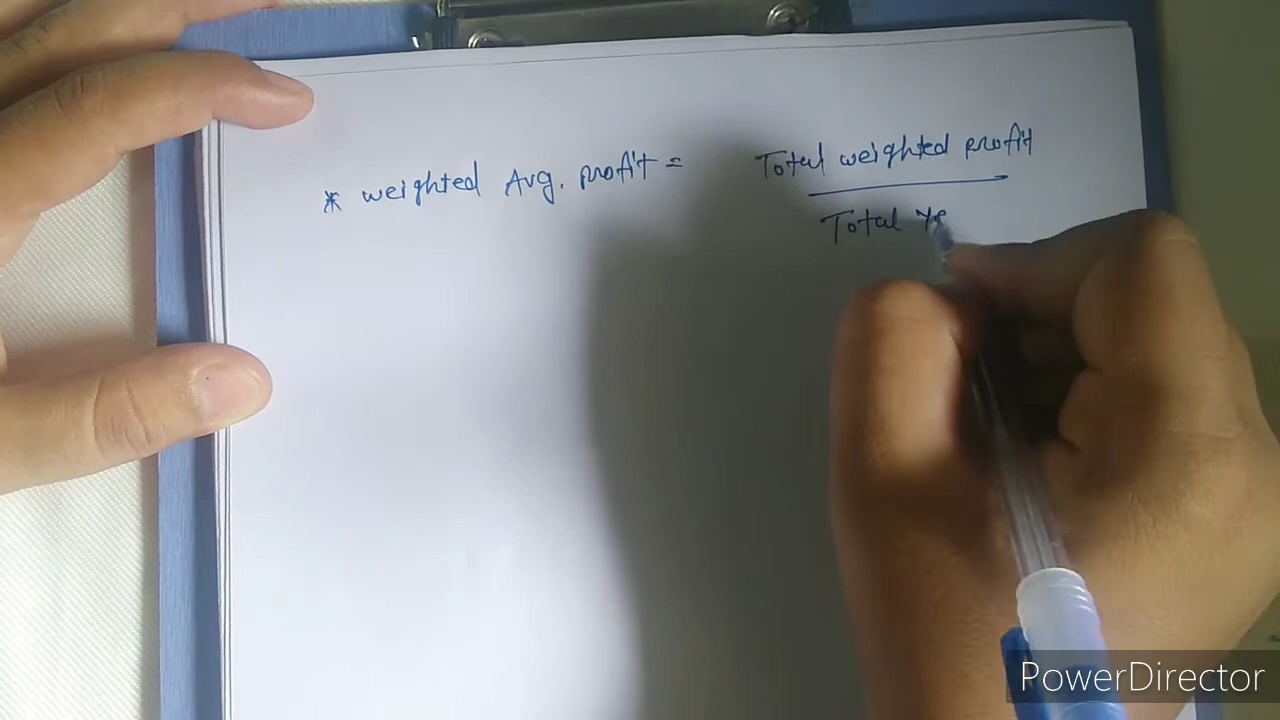 * weighted Avg. profit = Total weighted profit
Total
PowerDirector